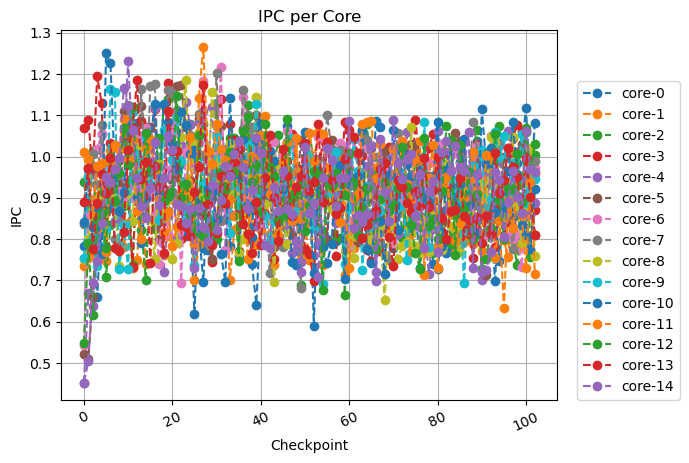 IPC per Core
1.3
1.2
1.1
1.0
0.9
0.8
0.7
0.6
0.5
IPC
0
20
40
60
80
100
Checkpoint
core-0
core-1
core-2
core-3
core-4
core-5
core-6
core-7
core-8
core-9
core-10
core-11
core-12
core-13
core-14